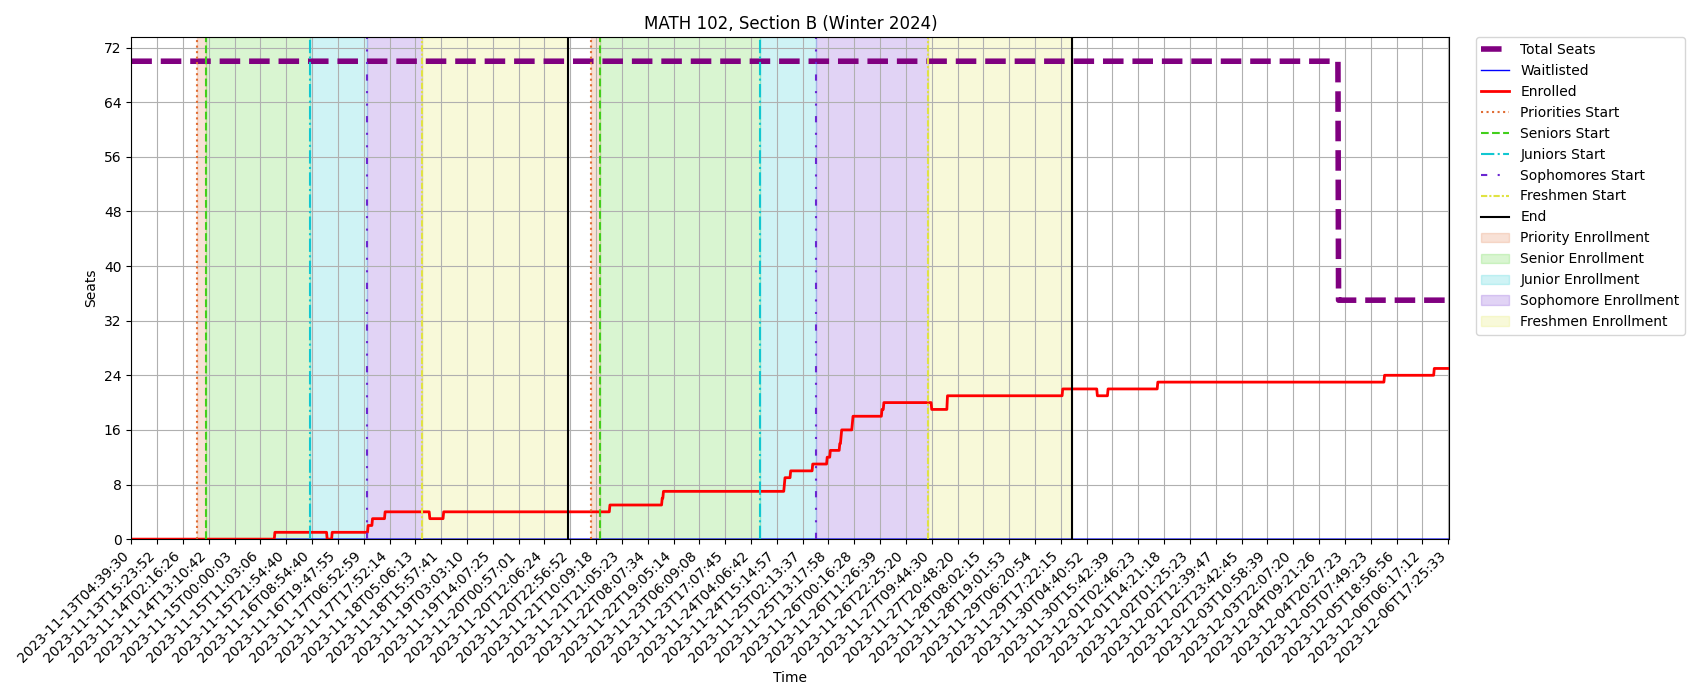 MATH 102, Section B (Winter 2024)
Seats
72
64
56
48
40
32
24
16
8
0
2023-11-13T04:39:30
2023-11-13T15:23:52
2023-11-14T02:16:26
2023-11-14T13:10:42
2023-11-15T00:00:03
2023-11-15T11:03:06
2023-11-15T21:54:40
2023-11-16T08:54:40
2023-11-16T19:47:55
2023-11-17T06:52:59
2023-11-17T17:52:14
2023-11-18T05:06:13
2023-11-18T15:57:41
2023-11-19T03:03:10
2023-11-19T14:07:25
2023-11-20T00:57:01
2023-11-20T12:06:24
2023-11-20T22:56:52
2023-11-21T10:09:18
2023-11-21T21:05:23
2023-11-22T08:07:34
2023-11-22T19:05:14
2023-11-23T06:09:08
2023-11-23T17:07:45
2023-11-24T04:06:42
2023-11-24T15:14:57
2023-11-25T02:13:37
2023-11-25T13:17:58
2023-11-26T00:16:28
2023-11-26T11:26:39
2023-11-26T22:25:20
2023-11-27T09:44:30
2023-11-27T20:48:20
2023-11-28T08:02:15
2023-11-28T19:01:53
2023-11-29T06:20:54
2023-11-29T17:22:15
2023-11-30T04:40:52
2023-11-30T15:42:39
2023-12-01T02:46:23
2023-12-01T14:21:18
2023-12-02T01:25:23
2023-12-02T12:39:47
2023-12-02T23:42:45
2023-12-03T10:58:39
2023-12-03T22:07:20
2023-12-04T09:21:26
2023-12-04T20:27:23
2023-12-05T07:49:23
2023-12-05T18:56:56
2023-12-06T06:17:12
2023-12-06T17:25:33
Time
Total Seats
Waitlisted
Enrolled
Priorities Start
Seniors Start
Juniors Start
Sophomores Start
Freshmen Start
End
Priority Enrollment
Senior Enrollment
Junior Enrollment
Sophomore Enrollment
Freshmen Enrollment